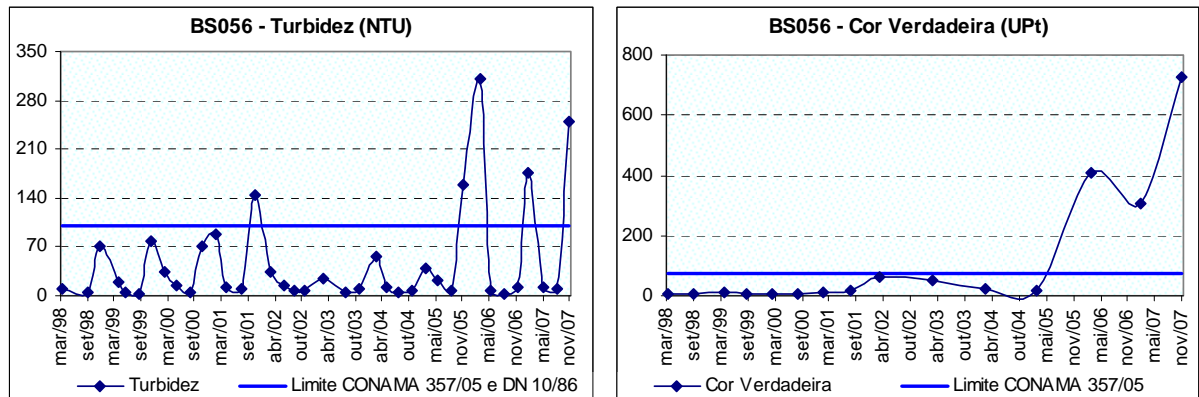 BS056 - Turbidez (NTU)
350
280
210
140
70
0
mar/98
set/98
mar/99
set/99
mar/00
set/00
mar/01
set/01
abr/02
out/02
abr/03
out/03
abr/04
out/04
mai/05
nov/05
mai/06
nov/06
mai/07
nov/07
Turbidez
Limite CONAMA 357/05 e DN 10/86
BS056 - Cor Verdadeira (UPt)
800
600
400
200
0
mar/98
set/98
mar/99
set/99
mar/00
set/00
mar/01
set/01
abr/02
out/02
abr/03
out/03
abr/04
out/04
mai/05
nov/05
mai/06
nov/06
mai/07
nov/07
Cor Verdadeira
Limite CONAMA 357/05